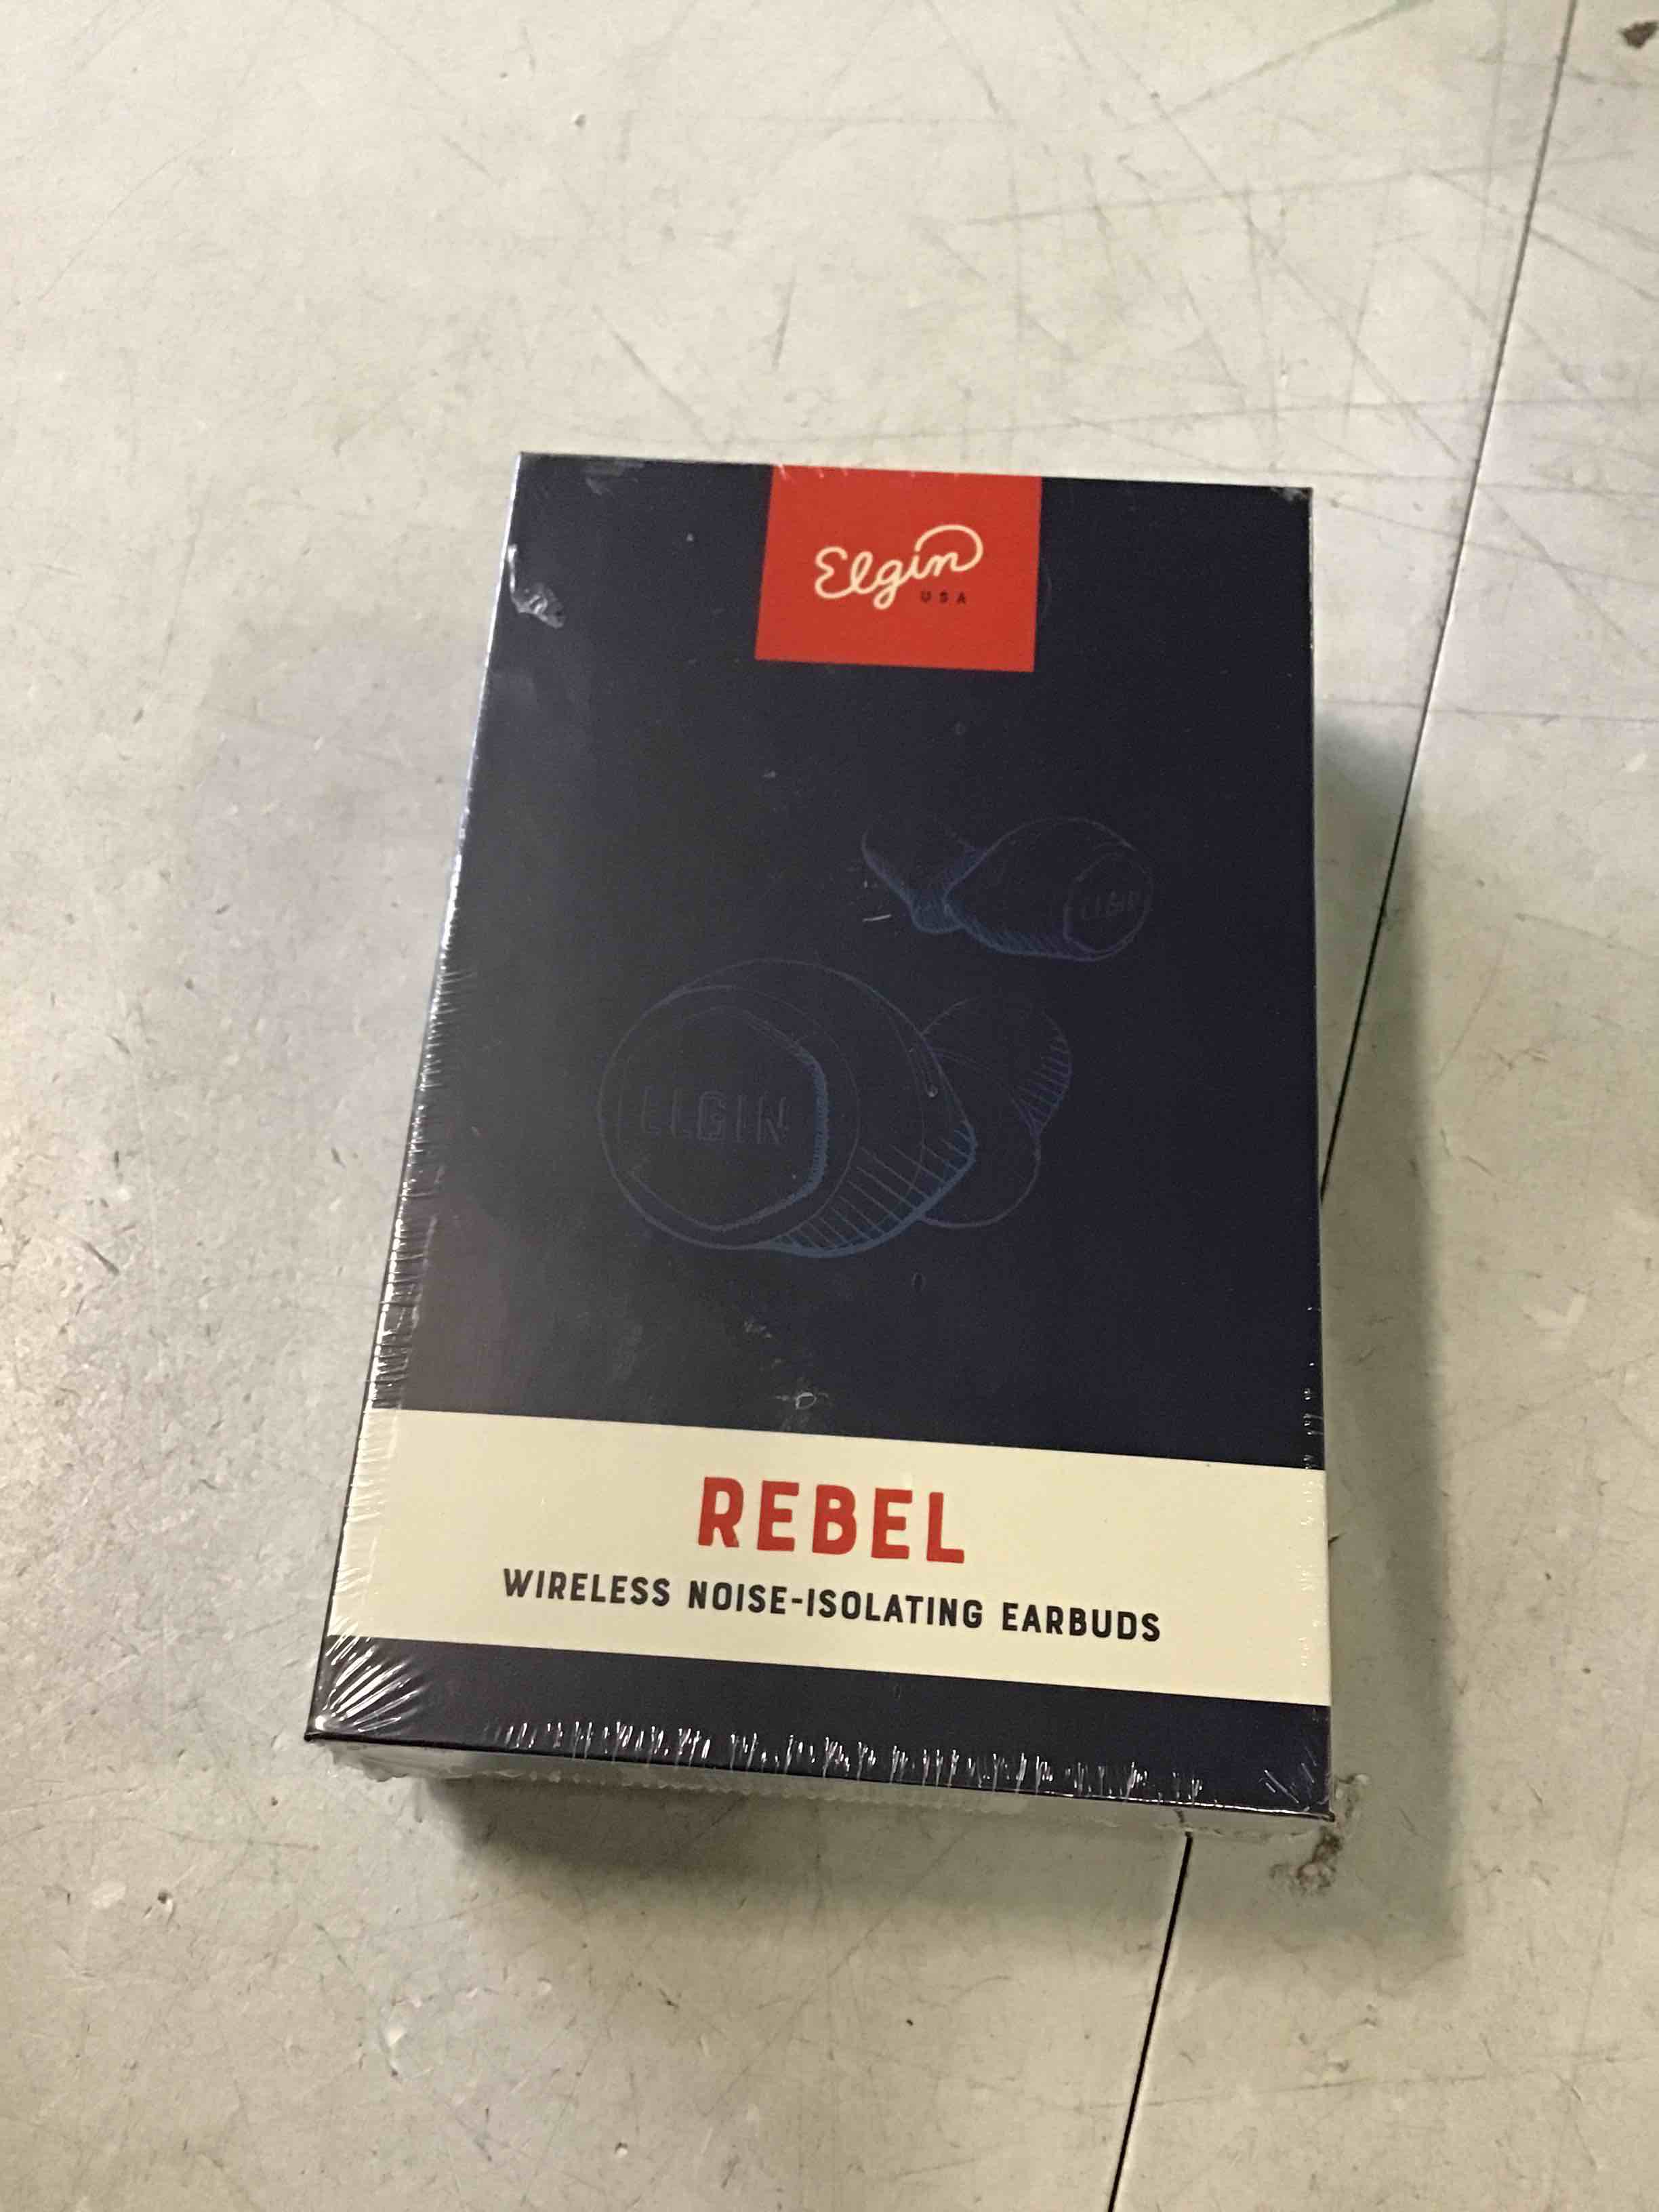 Elgin
USA
ELGIN
ELGIN
REBEL
WIRELESS NOISE-ISOLATING EARBUDS